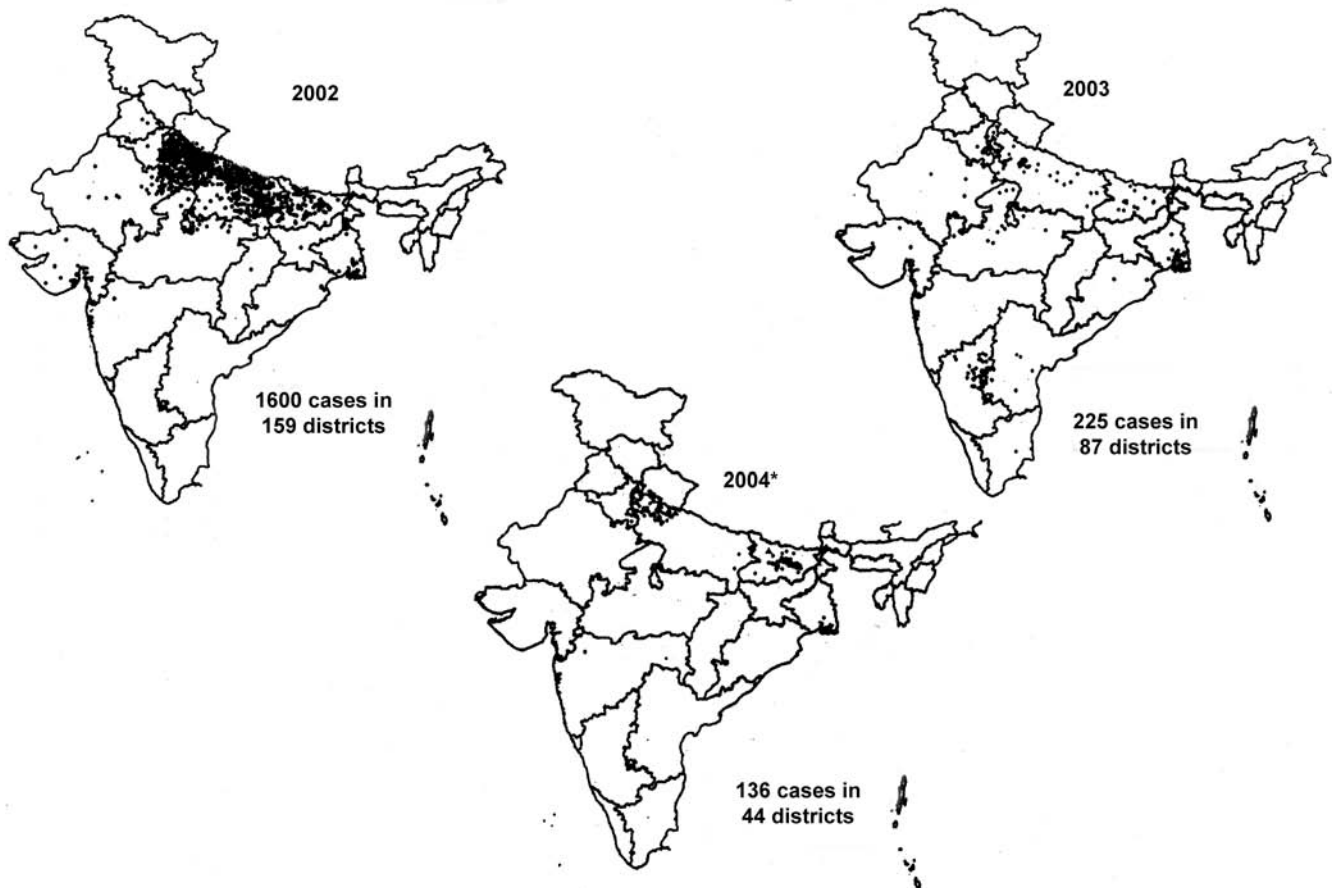 2002
1600 cases in
159 districts
2003
225 cases in
87 districts
2004*
136 cases in
44 districts